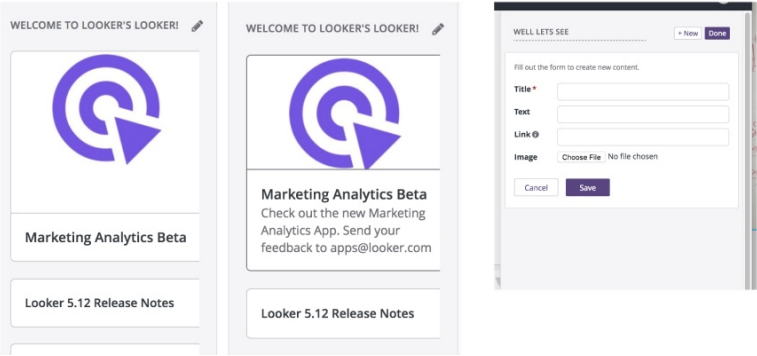 WELCOME TO LOOKER'S LOOKER!
Marketing Analytics Beta
Looker 5.12 Release Notes
WELCOME TO LOOKER'S LOOKER!
Marketing Analytics Beta
Check out the new Marketing
Analytics App. Send your
feedback to apps@looker.com
Looker 5.12 Release Notes
WELL LETS SEE
+ New
Done
Fill out the form to create new content.
Title *
Text
Link
Image
Choose File No file chosen
Cancel
Save